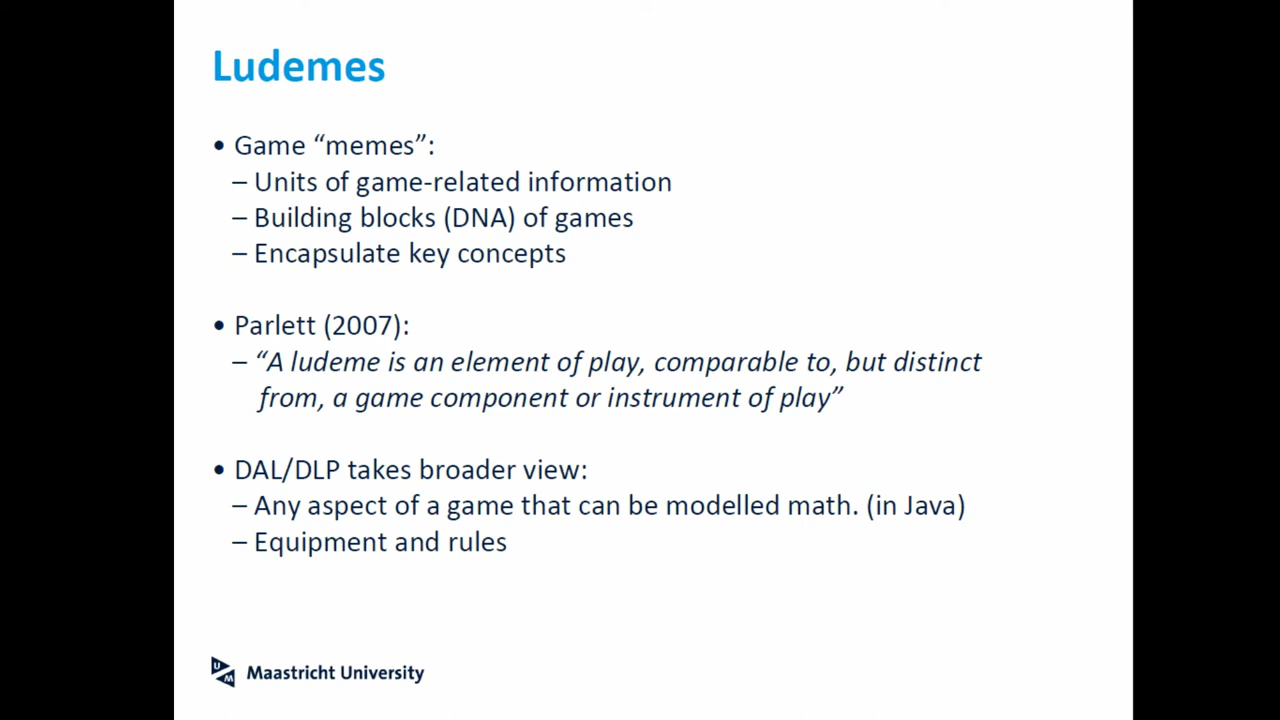 Ludemes
• Game “memes”:
– Units of game-related information
– Building blocks (DNA) of games
– Encapsulate key concepts
• Parlett (2007):
– “A ludeme is an element of play, comparable to, but distinct
from, a game component or instrument of play”
• DAL/DLP takes broader view:
– Any aspect of a game that can be modelled math. (in Java)
– Equipment and rules
U M Maastricht University